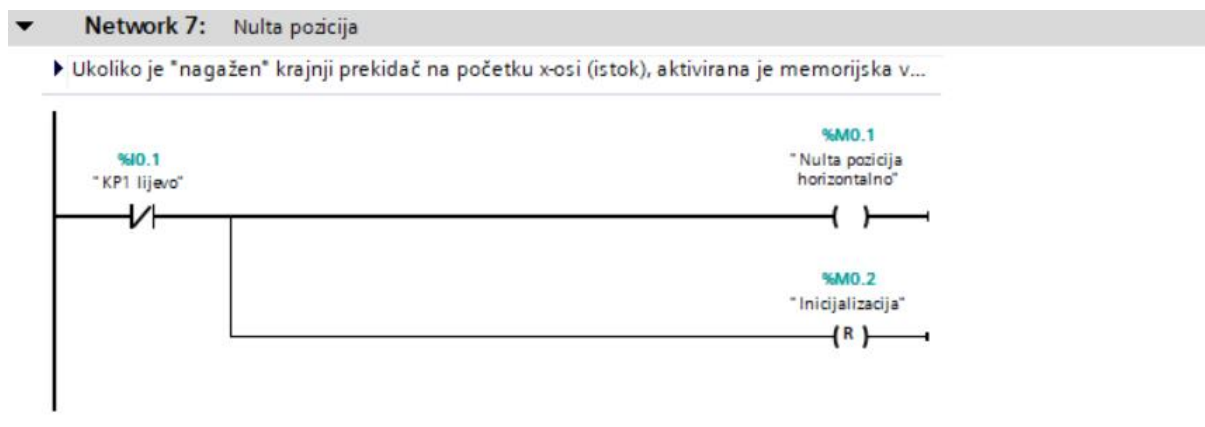 Network 7: Nulta pozicija
Ukoliko je "nagažen" krajnji prekidač na početku x-osi (istok), aktivirana je memorijska v...
%M0.1
"Nulta pozicija
horizontalno"
%I0.1
"KP1 lijevo"
%M0.2
"Inicijalizacija"
R